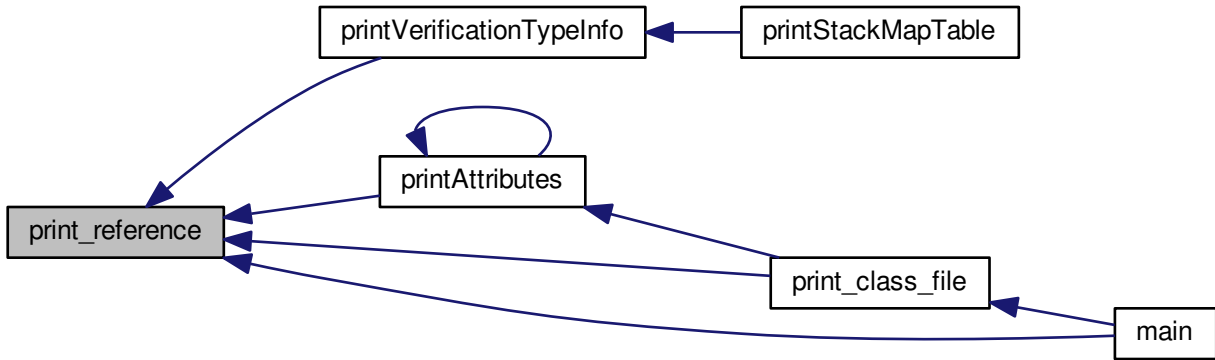 printVerificationTypeInfo
printStackMapTable
printAttributes
print_reference
print_class_file
main